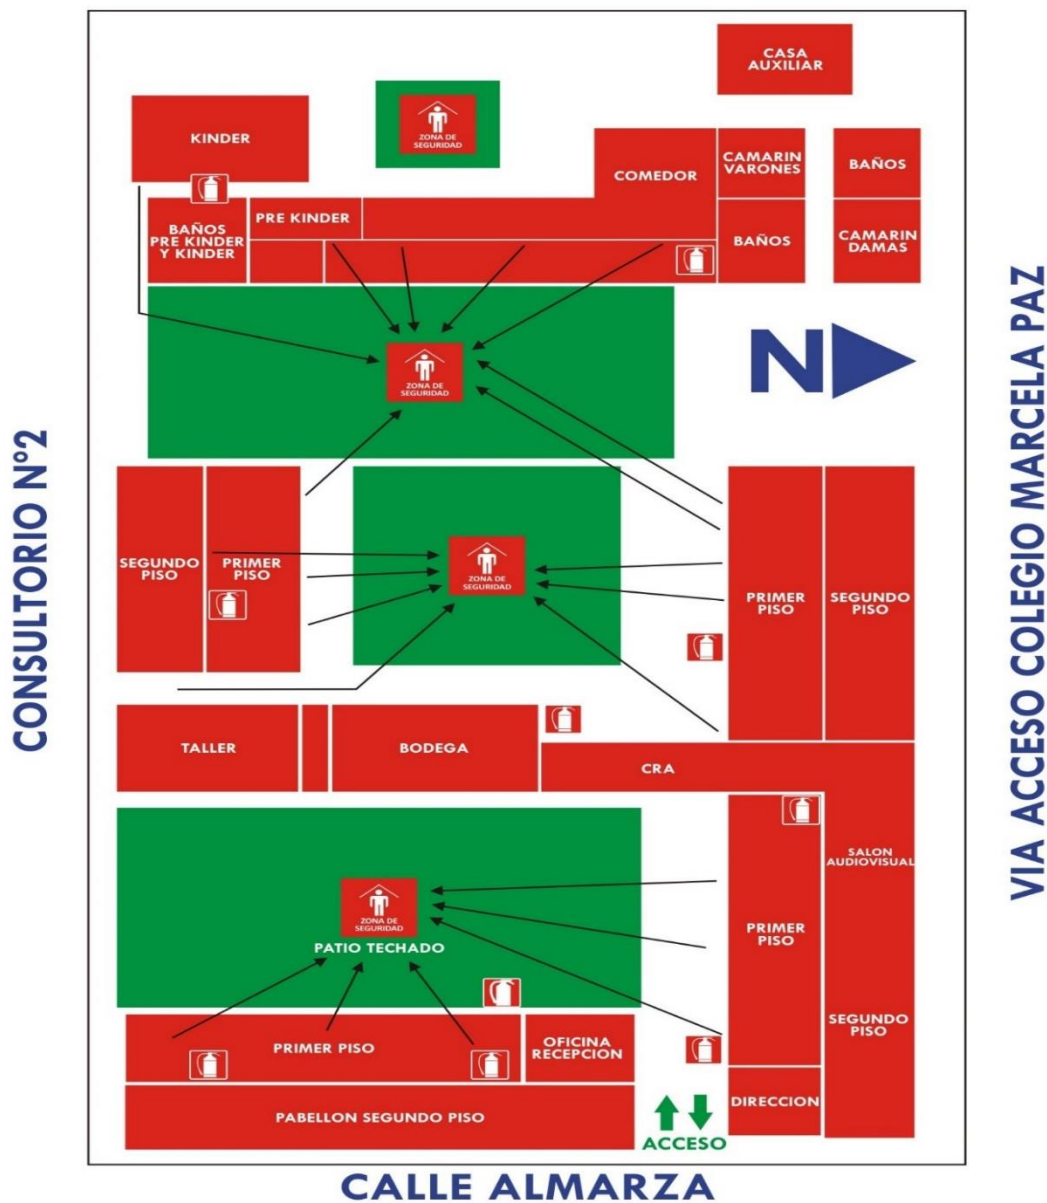 CASA
AUXILIAR
KINDER
ZONA DE
SEGURIDAD
COMEDOR
CAMARIN
VARONES
BAÑOS
BAÑOS
PRE KINDER
Y KINDER
PRE KINDER
BAÑOS
CAMARIN
DAMAS
ZONA DE
SEGURIDAD
N
CONSULTORIO N°2
VIA ACCESO COLEGIO MARCELA PAZ
SEGUNDO
PISO
PRIMER
PISO
ZONA DE
SEGURIDAD
PRIMER
PISO
SEGUNDO
PISO
TALLER
BODEGA
CRA
SALON
AUDIOVISUAL
ZONA DE
SEGURIDAD
PATIO TECHADO
PRIMER
PISO
SEGUNDO
PISO
PRIMER PISO
OFICINA
RECEPCION
PABELLON SEGUNDO PISO
ACCESO
DIRECCION
CALLE ALMARZA